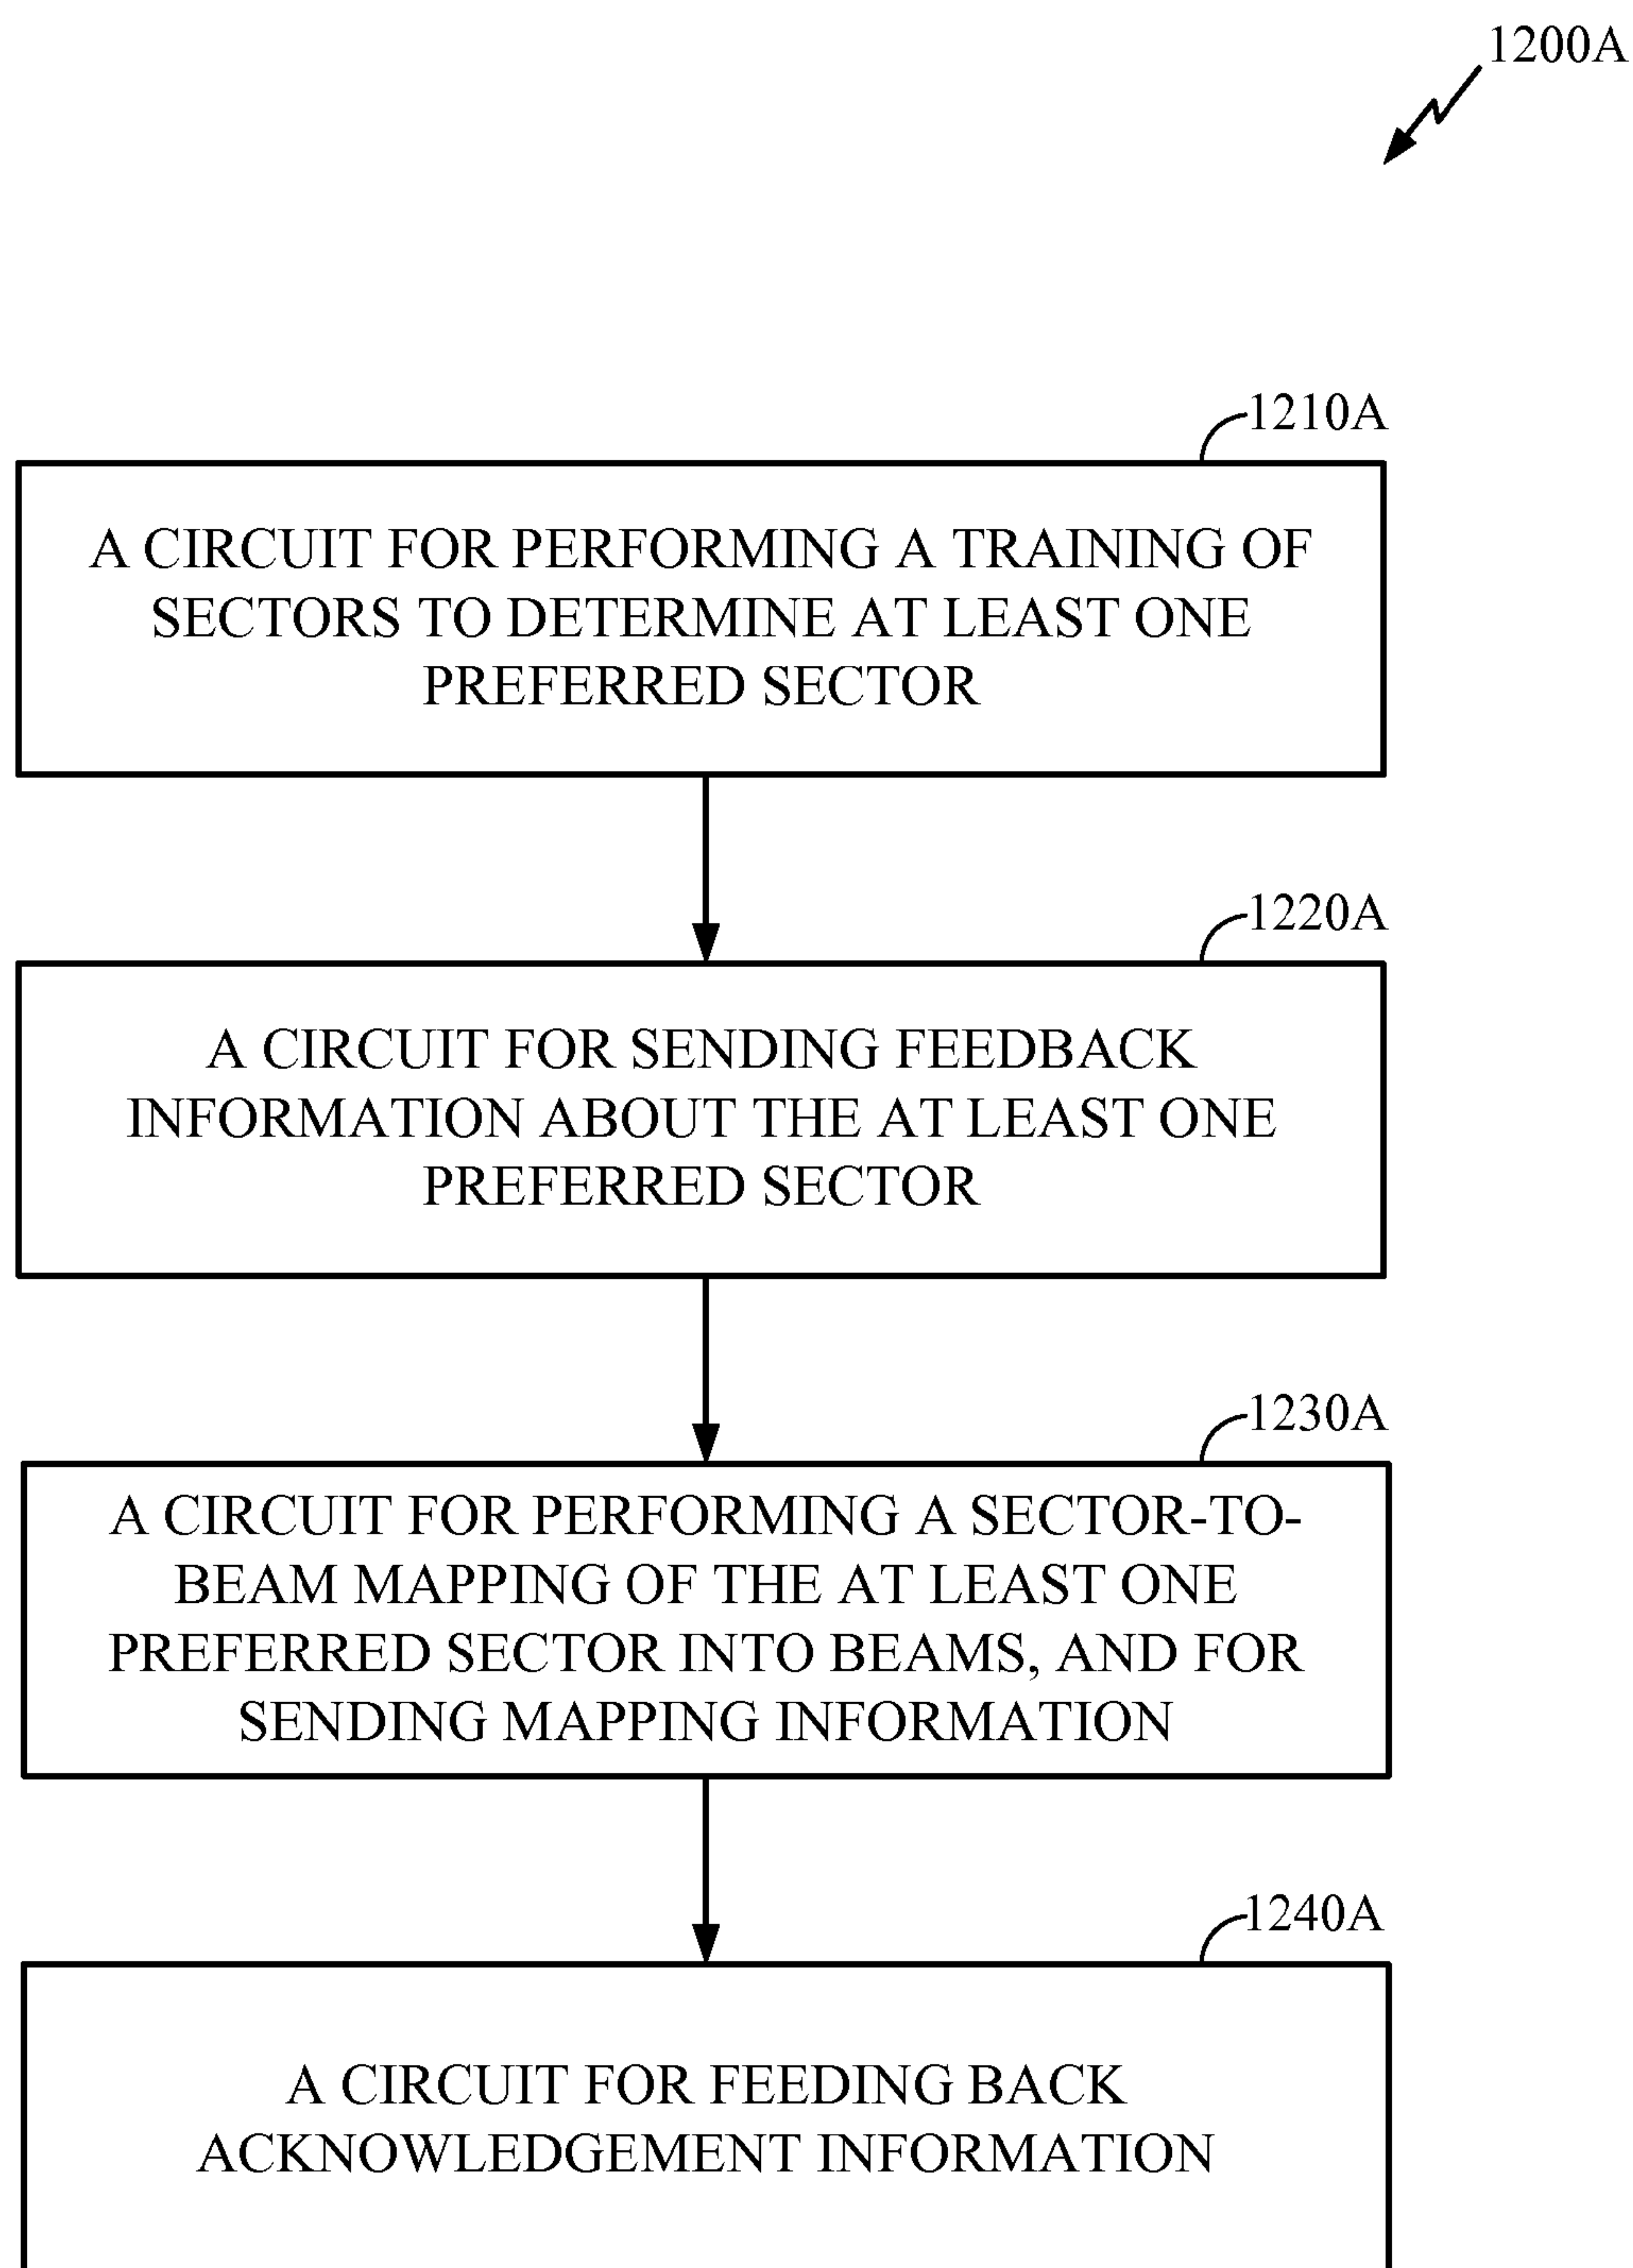 1200A
1210A
A CIRCUIT FOR PERFORMING A TRAINING OF
SECTORS TO DETERMINE AT LEAST ONE
PREFERRED SECTOR
1220A
A CIRCUIT FOR SENDING FEEDBACK
INFORMATION ABOUT THE AT LEAST ONE
PREFERRED SECTOR
1230A
A CIRCUIT FOR PERFORMING A SECTOR-TO-
BEAM MAPPING OF THE AT LEAST ONE
PREFERRED SECTOR INTO BEAMS, AND FOR
SENDING MAPPING INFORMATION
1240A
A CIRCUIT FOR FEEDING BACK
ACKNOWLEDGEMENT INFORMATION